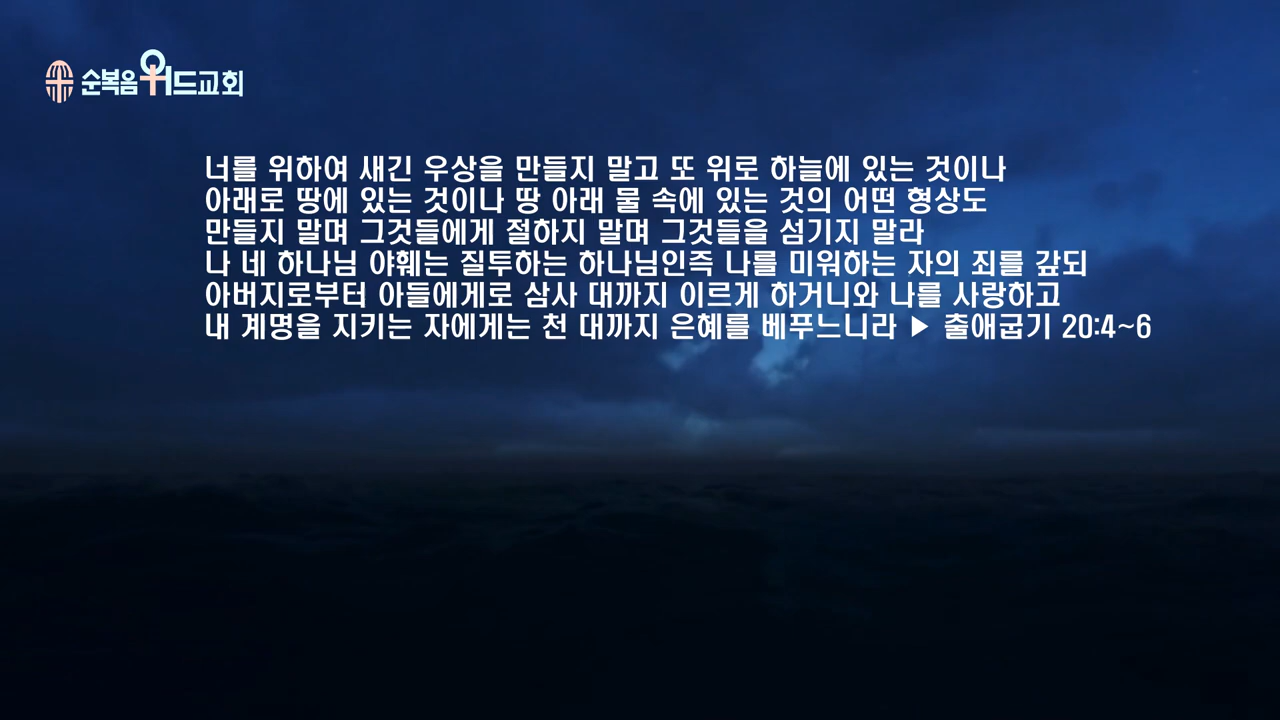 순복음워드교회
너를 위하여 새긴 우상을 만들지 말고 또 위로 하늘에 있는 것이나
아래로 땅에 있는 것이나 땅 아래 물 속에 있는 것의 어떤 형상도
만들지 말며 그것들에게 절하지 말며 그것들을 섬기지 말라
나 네 하나님 야훼는 질투하는 하나님인즉 나를 미워하는 자의 죄를 갚되
아버지로부터 아들에게로 삼사 대까지 이르게 하거니와 나를 사랑하고
내 계명을 지키는 자에게는 천 대까지 은혜를 베푸느니라 ▶ 출애굽기 20:4~6